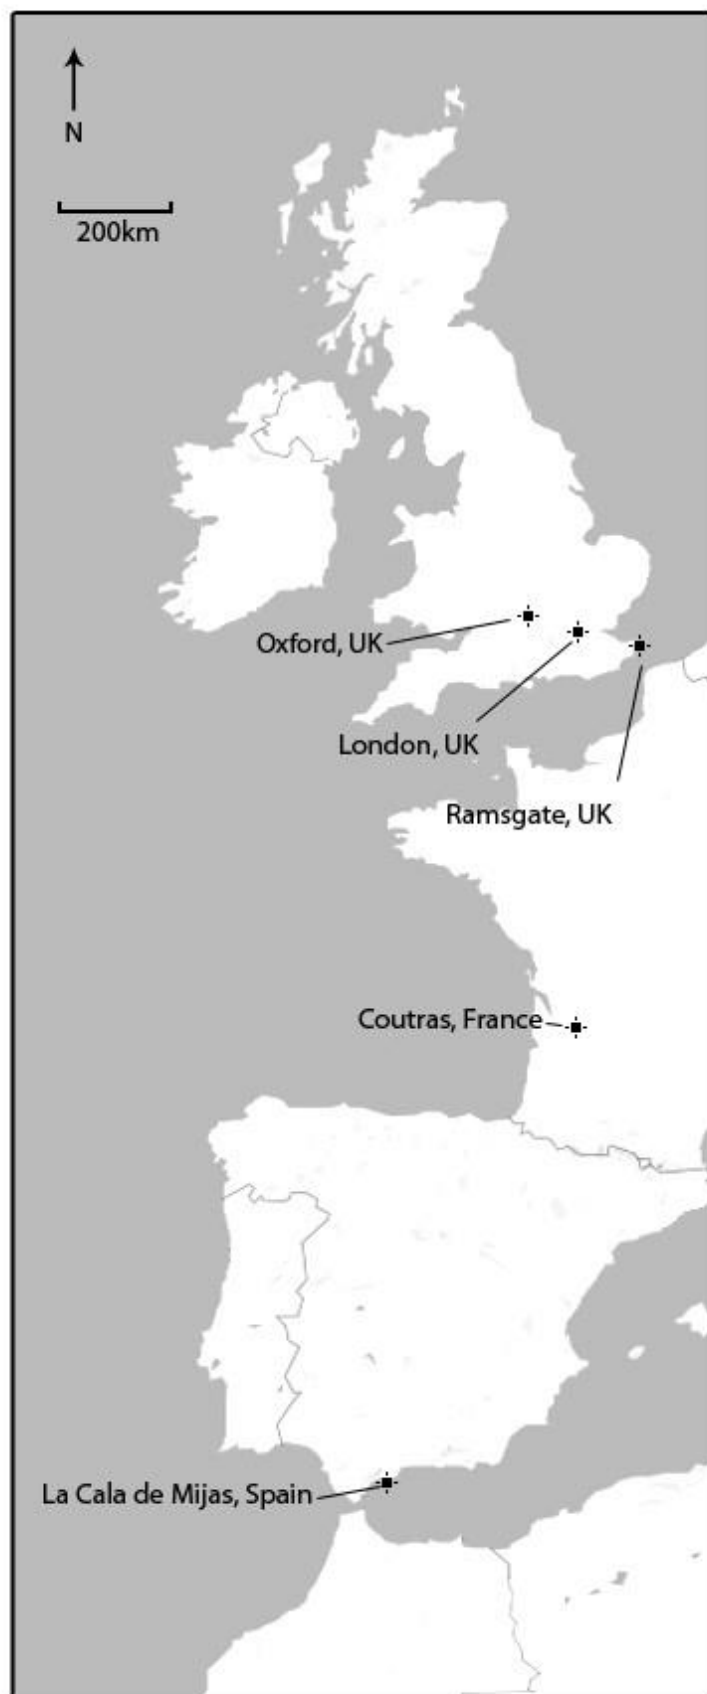 N
200km
Oxford, UK
London, UK
Ramsgate, UK
Coutras, France
La Cala de Mijas, Spain